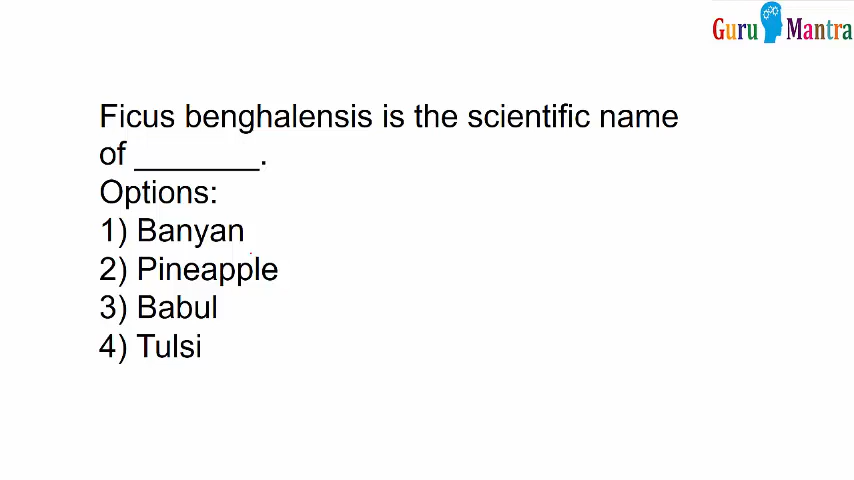 Guru Mantra
Ficus benghalensis is the scientific name
of _______.
Options:
1) Banyan
2) Pineapple
3) Babul
4) Tulsi